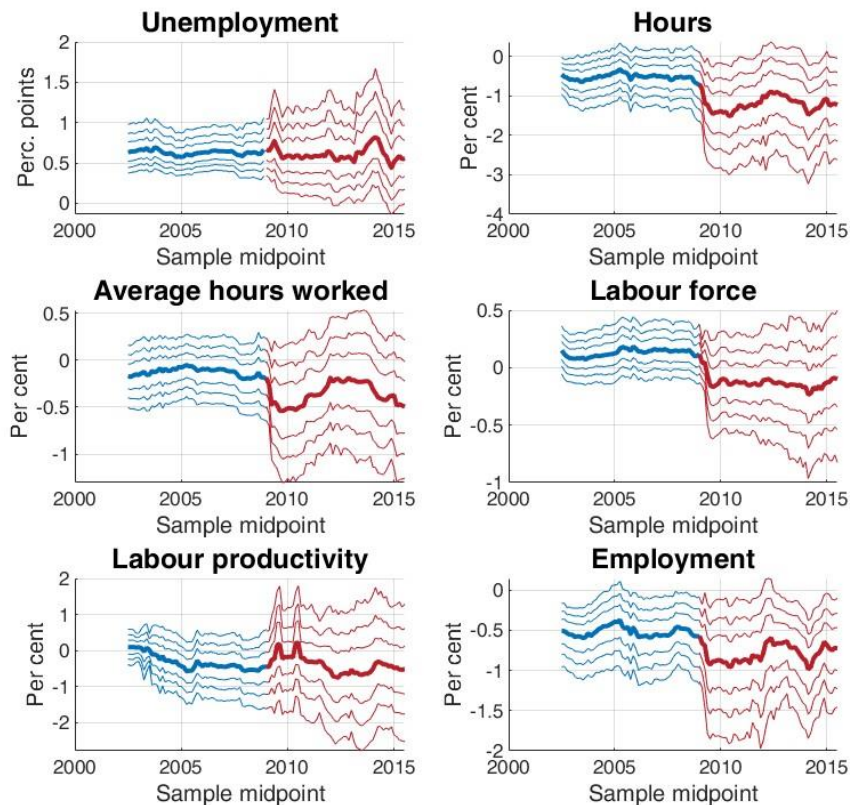 Unemployment
Perc. points
2
1.5
1
0.5
0
2000 2005 2010 2015
Sample midpoint
Hours
Per cent
0
-1
-2
-3
-4
2000 2005 2010 2015
Sample midpoint
Average hours worked
Per cent
0.5
0
-0.5
-1
2000 2005 2010 2015
Sample midpoint
Labour force
Per cent
0.5
0
-0.5
-1
2000 2005 2010 2015
Sample midpoint
Labour productivity
Per cent
2
1
0
-1
-2
2000 2005 2010 2015
Sample midpoint
Employment
Per cent
0
-0.5
-1
-1.5
-2
2000 2005 2010 2015
Sample midpoint